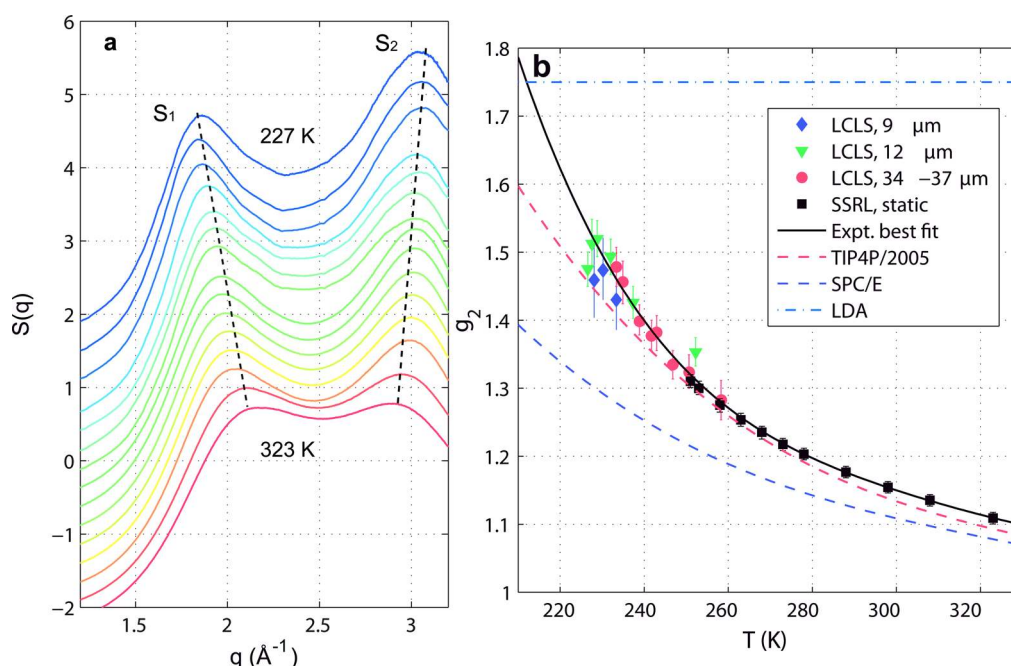 a
S₁
S₂
227 K
323 K
6
5
4
3
2
1
0
−1
−2
S(q)
1.5
2
2.5
3
q (Å⁻¹)
b
1.8
1.7
1.6
1.5
1.4
1.3
1.2
1.1
1
g₂
220
240
260
280
300
320
T (K)
LCLS, 9 μm
LCLS, 12 μm
LCLS, 34 −37 μm
SSRL, static
Expt. best fit
TIP4P/2005
SPC/E
LDA